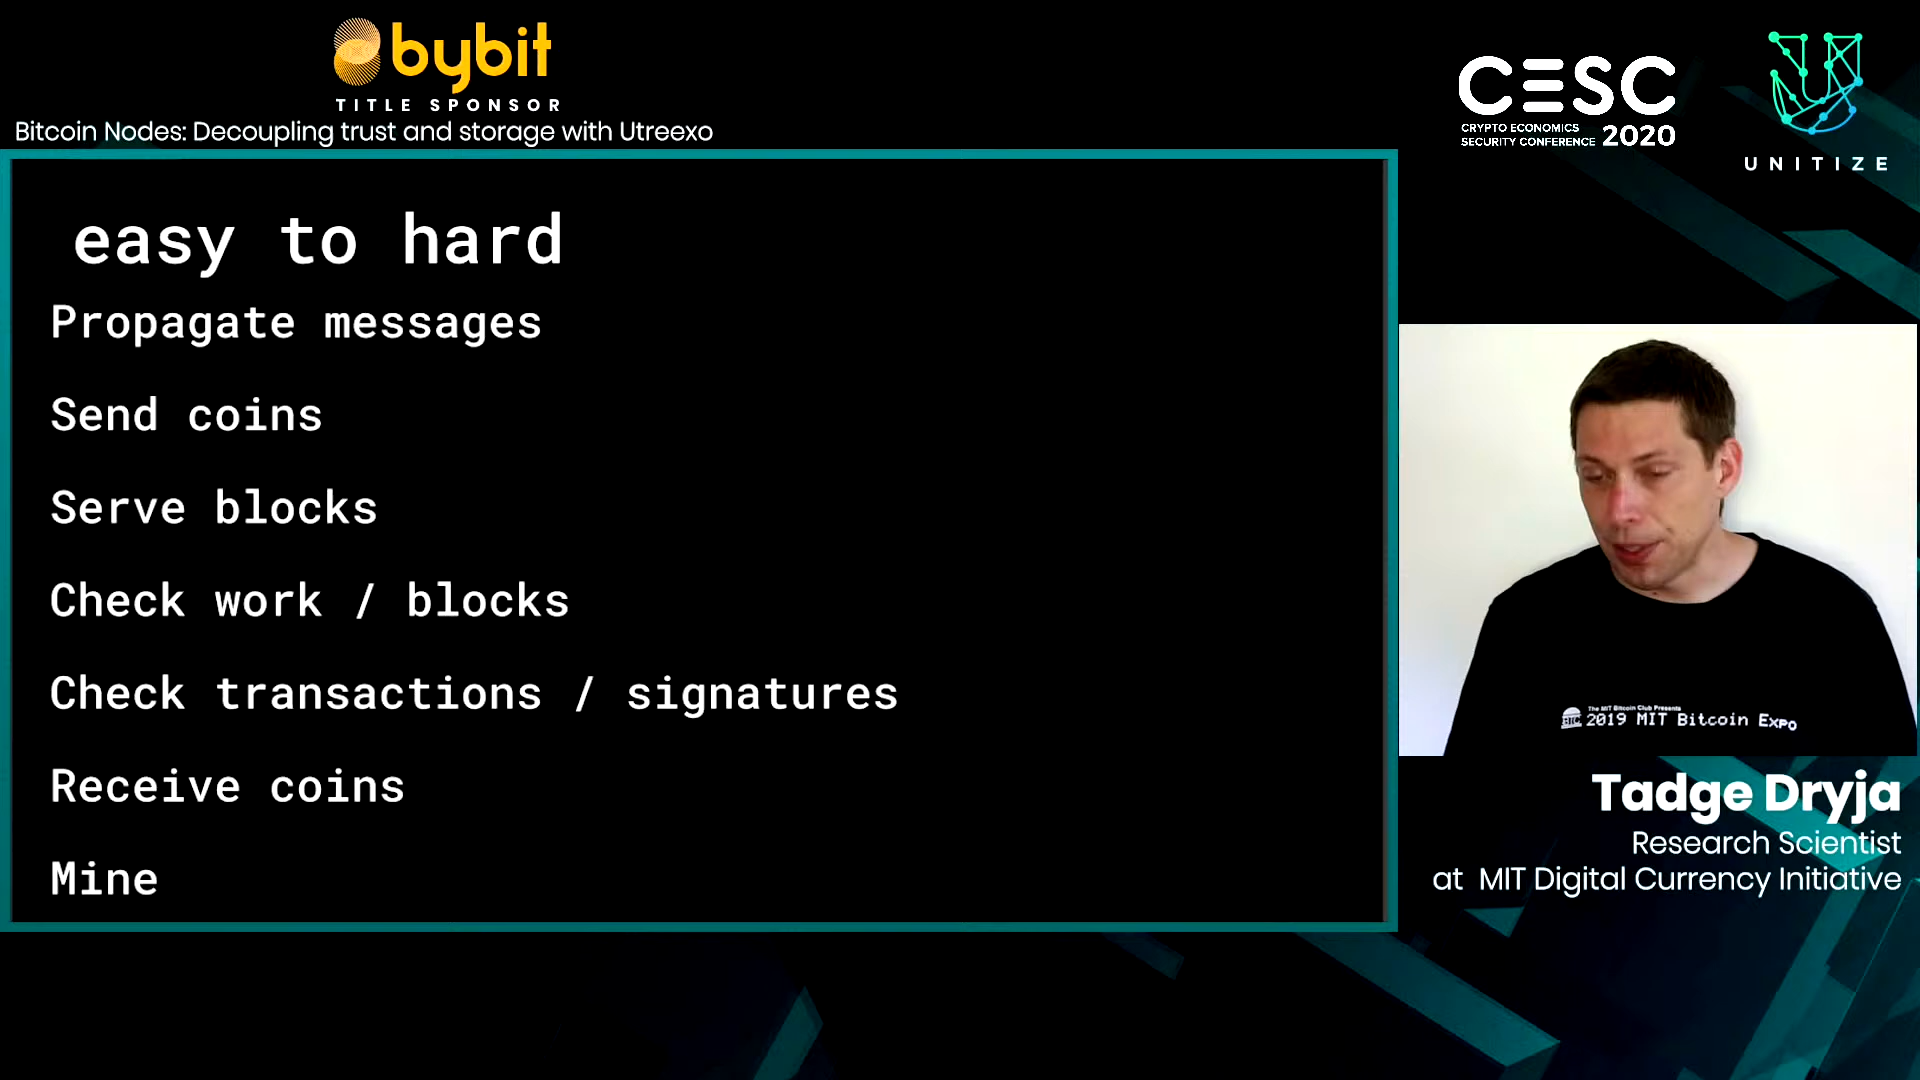 bybit
TITLE SPONSOR
Bitcoin Nodes: Decoupling trust and storage with Utreexo
CESC
CRYPTO ECONOMICS
SECURITY CONFERENCE 2020
UNITIZE
easy to hard
Propagate messages
Send coins
Serve blocks
Check work / blocks
Check transactions / signatures
Receive coins
Mine
The MIT Bitcoin Club Presents
BTC 2019 MIT Bitcoin Expo
Tadge Dryja
Research Scientist
at MIT Digital Currency Initiative